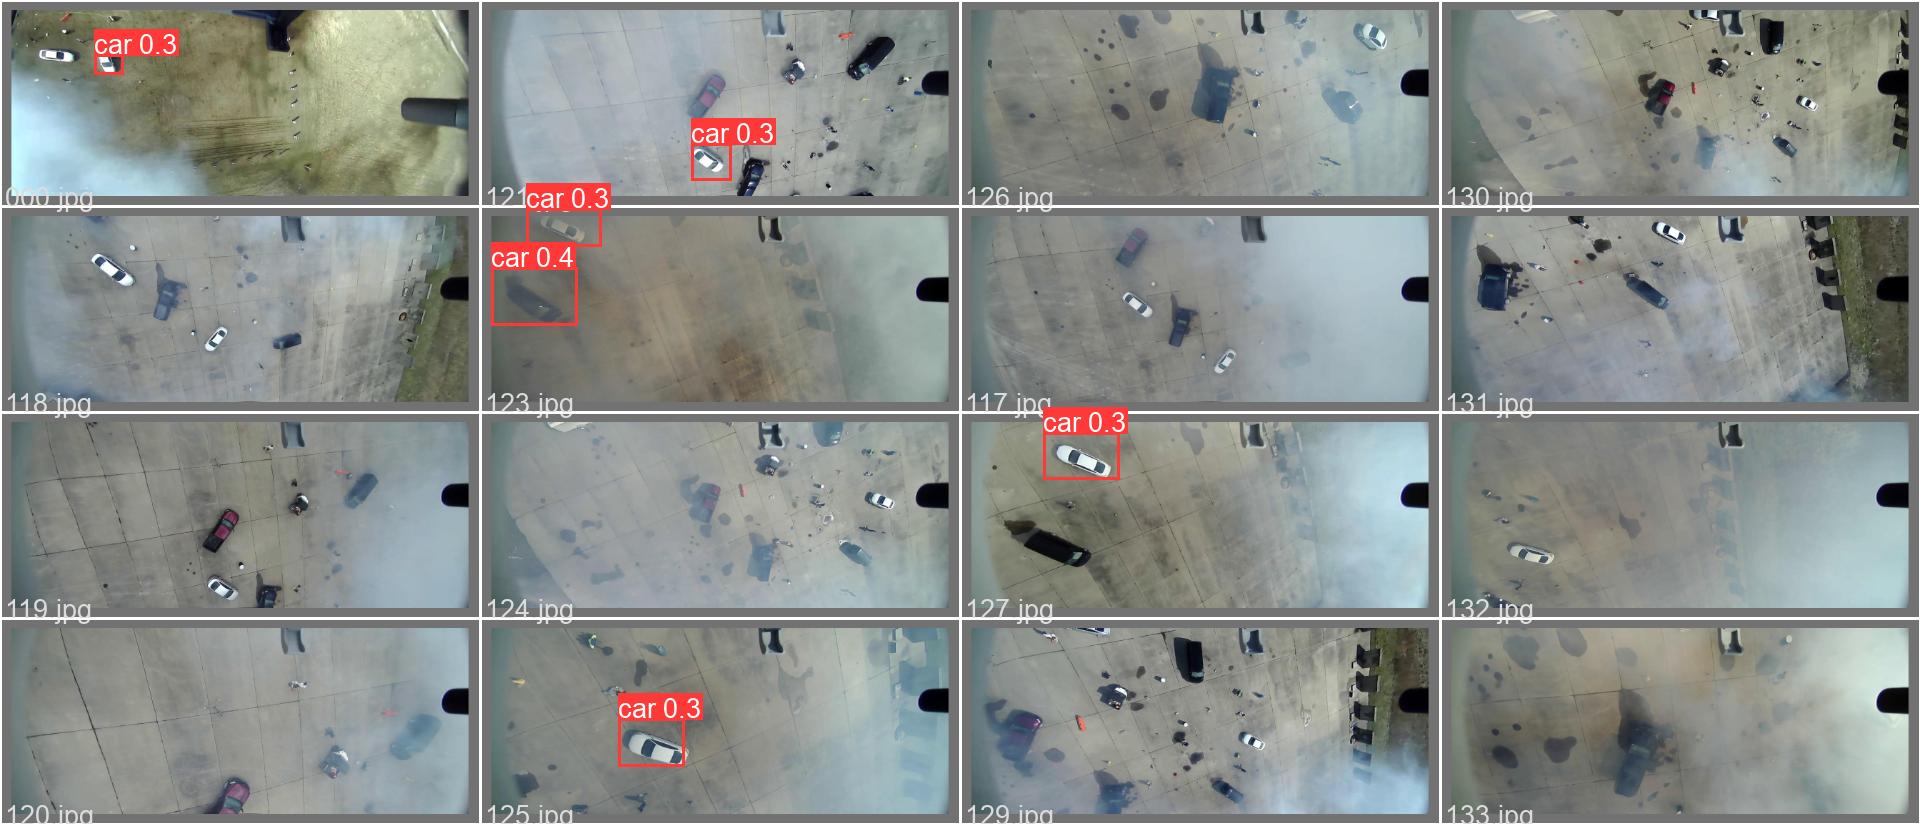 car 0.3
000 jpg
car 0.3
121
126 jpg
130 jpg
car 0.3
car 0.4
118 jpg
123 jpg
117 jpg
131 jpg
car 0.3
119 jpg
124 jpg
127 jpg
132 jpg
car 0.3
120 jpg
125 jpg
129 jpg
133 jpg